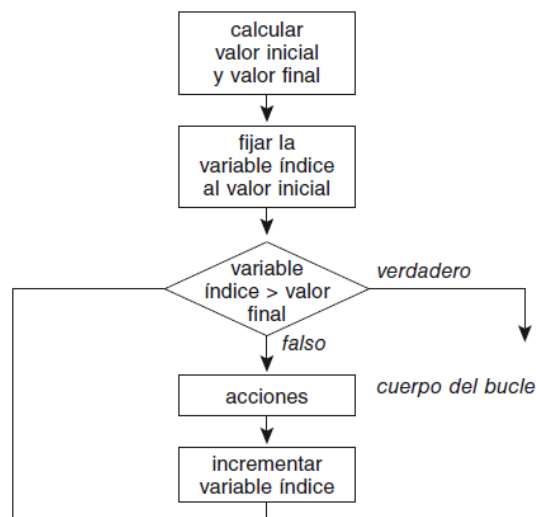 calcular
valor inicial
y valor final
fijar la
variable índice
al valor inicial
variable
índice > valor
final
verdadero
falso
acciones
cuerpo del bucle
incrementar
variable índice